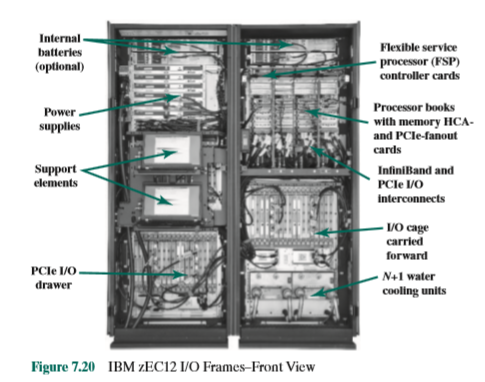 Internal
batteries
(optional)
Power
supplies
Support
elements
PCIe I/O
drawer
Flexible service
processor (FSP)
controller cards
Processor books
with memory HCA-
and PCIe-fanout
cards
InfiniBand and
PCIe I/O
interconnects
I/O cage
carried
forward
N+1 water
cooling units
Figure 7.20 IBM zEC12 I/O Frames–Front View